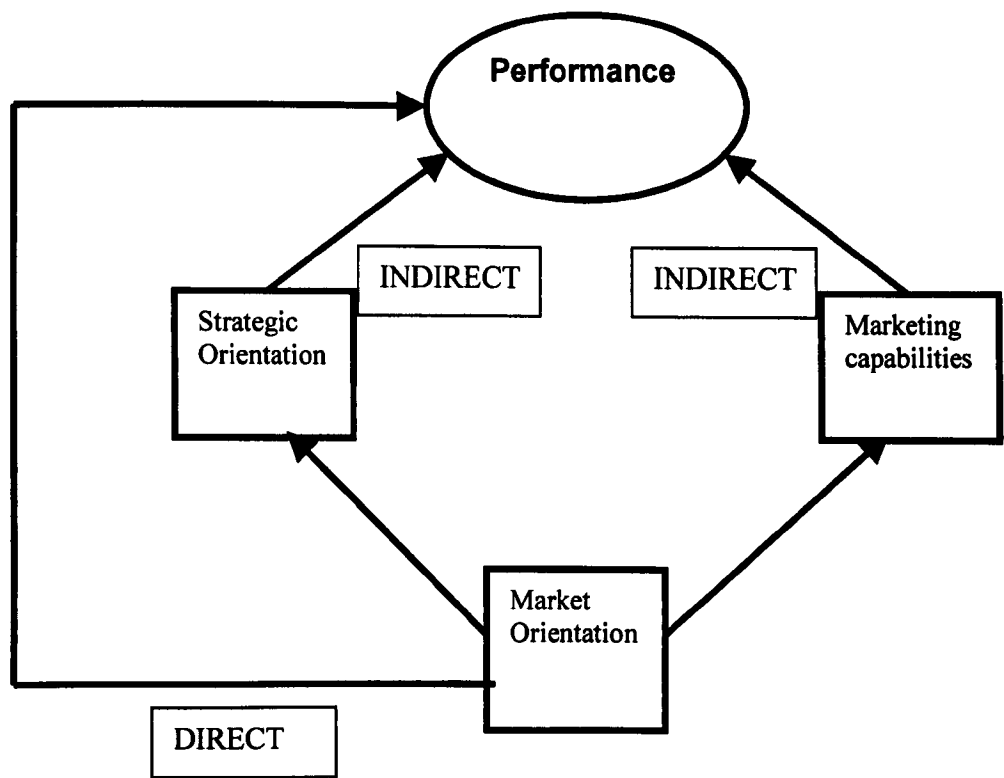 Performance
INDIRECT
INDIRECT
Strategic
Orientation
Marketing
capabilities
Market
Orientation
DIRECT